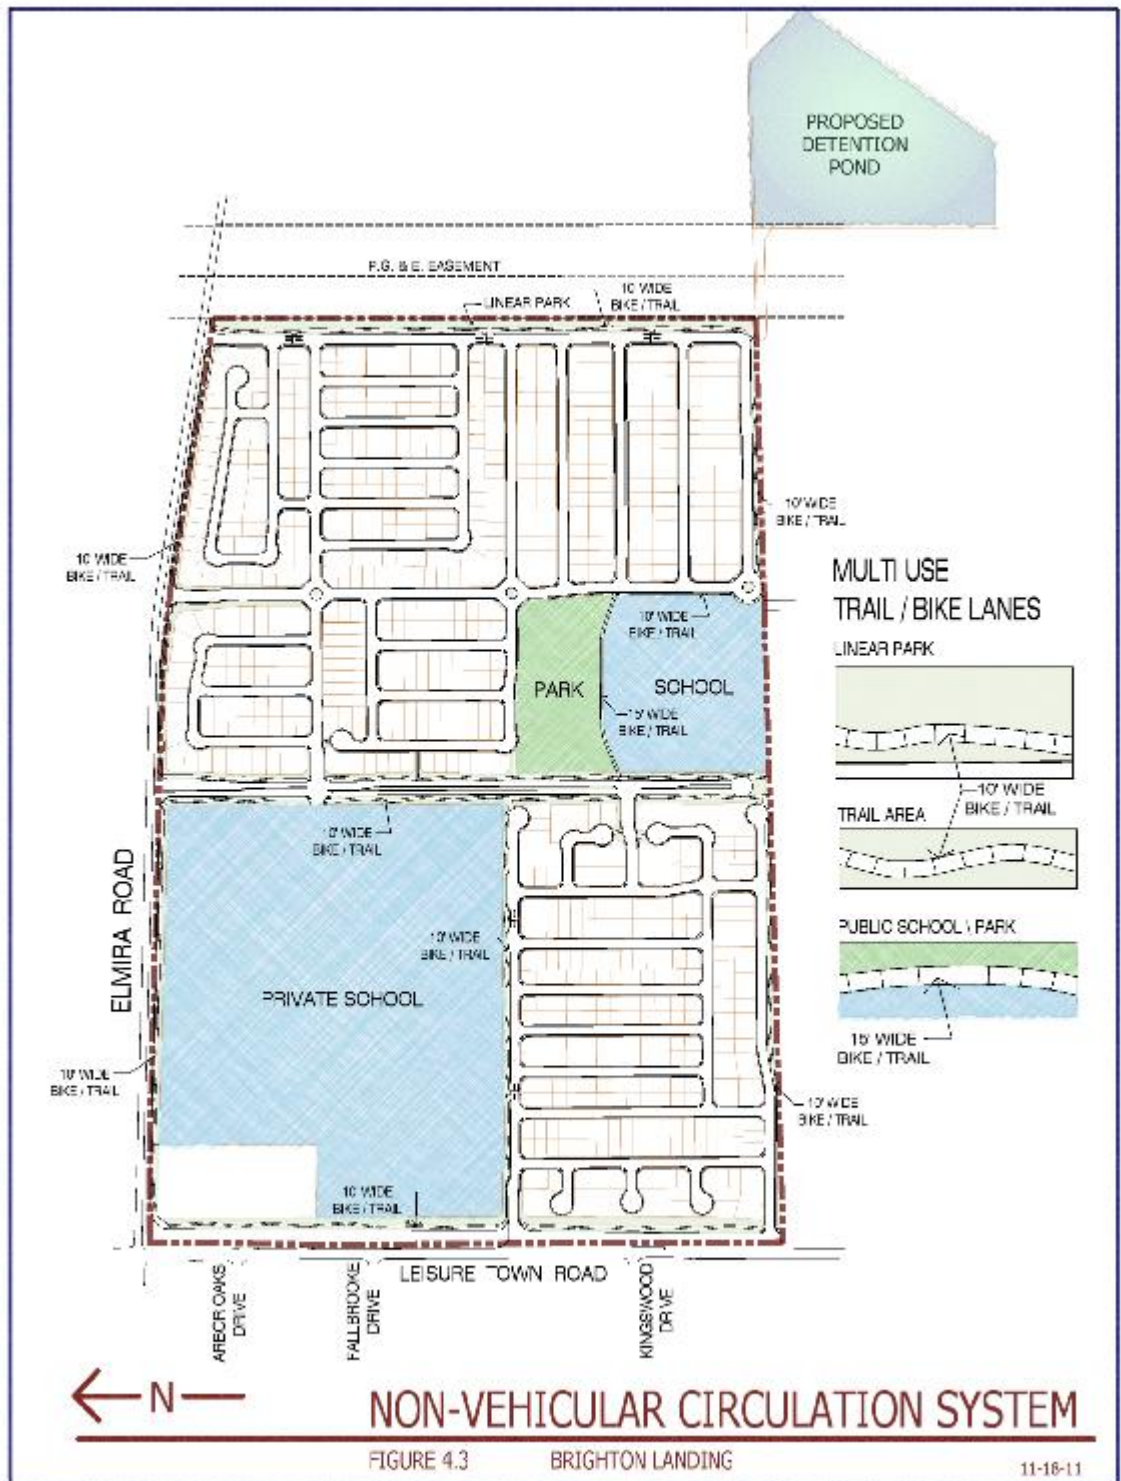 PROPOSED
DETENTION
POND
P.G. & E. EASEMENT
LINEAR PARK
10' WIDE
BIKE / TRAIL
10' WIDE
BIKE / TRAIL
10' WIDE
BIKE / TRAIL
MULTI USE
TRAIL / BIKE LANES
LINEAR PARK
10' WIDE
BIKE / TRAIL
PARK
SCHOOL
15' WIDE
BIKE / TRAIL
10' WIDE
BIKE / TRAIL
TRAIL AREA
10' WIDE
BIKE / TRAIL
ELMIRA ROAD
PUBLIC SCHOOL \ PARK
10' WIDE
BIKE / TRAIL
PRIVATE SCHOOL
15' WIDE
BIKE / TRAIL
10' WIDE
BIKE / TRAIL
10' WIDE
BIKE / TRAIL
10' WIDE
BIKE / TRAIL
LEISURE TOWN ROAD
ARBOR OAKS
DRIVE
FALLBROOKE
DRIVE
KINGSWOOD
DRIVE
N
NON-VEHICULAR CIRCULATION SYSTEM
FIGURE 4.3 BRIGHTON LANDING
11-18-11